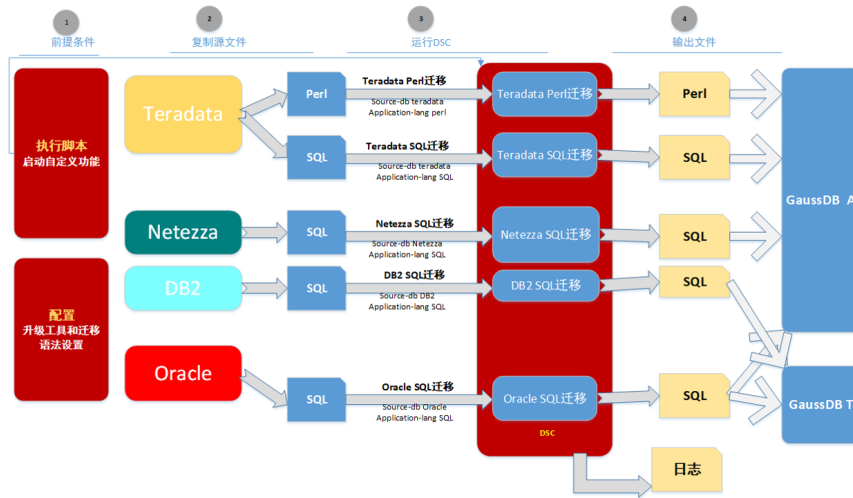 1
2
3
4
前提条件
复制源文件
运行DSC
输出文件
执行脚本
启动自定义功能
配置
升级工具和迁移
语法设置
Teradata
Perl
Teradata Perl迁移
Source-db teradata
Application-lang perl
Teradata Perl迁移
Perl
SQL
Teradata SQL迁移
Source-db teradata
Application-lang SQL
Teradata SQL迁移
SQL
Netezza
SQL
Netezza SQL迁移
Source-db Netezza
Application-lang SQL
Netezza SQL迁移
SQL
DB2
SQL
DB2 SQL迁移
Source-db DB2
Application-lang SQL
DB2 SQL迁移
SQL
Oracle
SQL
Oracle SQL迁移
Source-db Oracle
Application-lang SQL
Oracle SQL迁移
SQL
DSC
日志
GaussDB A
GaussDB T